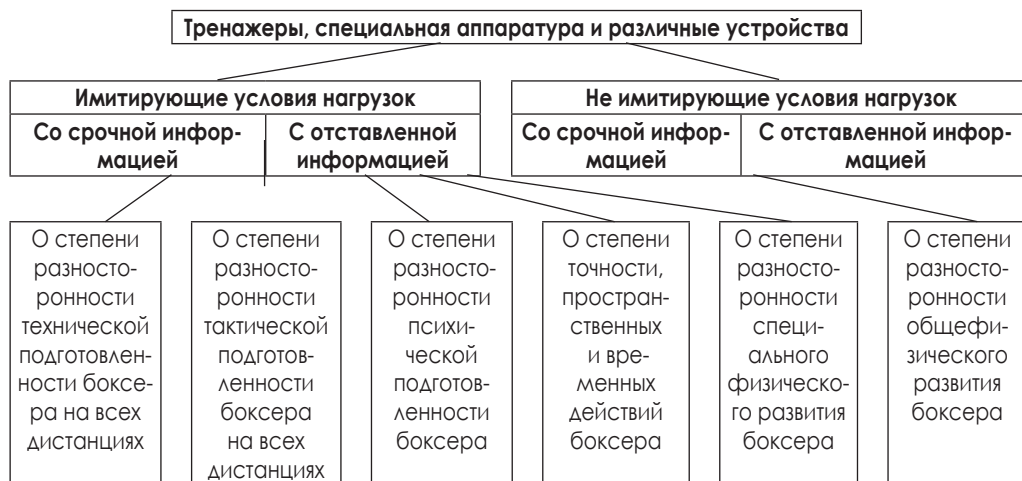 Тренажеры, специальная аппаратура и различные устройства
Имитирующие условия нагрузок
Со срочной инфор-
мацией
С отставленной
информацией
Не имитирующие условия нагрузок
Со срочной инфор-
мацией
С отставленной инфор-
мацией
О степени
разносто-
ронности
технической
подготовлен-
ности боксе-
ра на всех
дистанциях
О степени
разносто-
ронности
тактической
подготов-
ленности
боксера
на всех
дистанциях
О степени
разносто-
ронности
психи-
ческой
подготов-
ленности
боксера
О степени
точности,
простран-
ственных
и вре-
менных
действий
боксера
О степени
разносто-
ронности
специ-
ального
физическо-
го развития
боксера
О степени
разносто-
ронности
общефи-
зического
развития
боксера